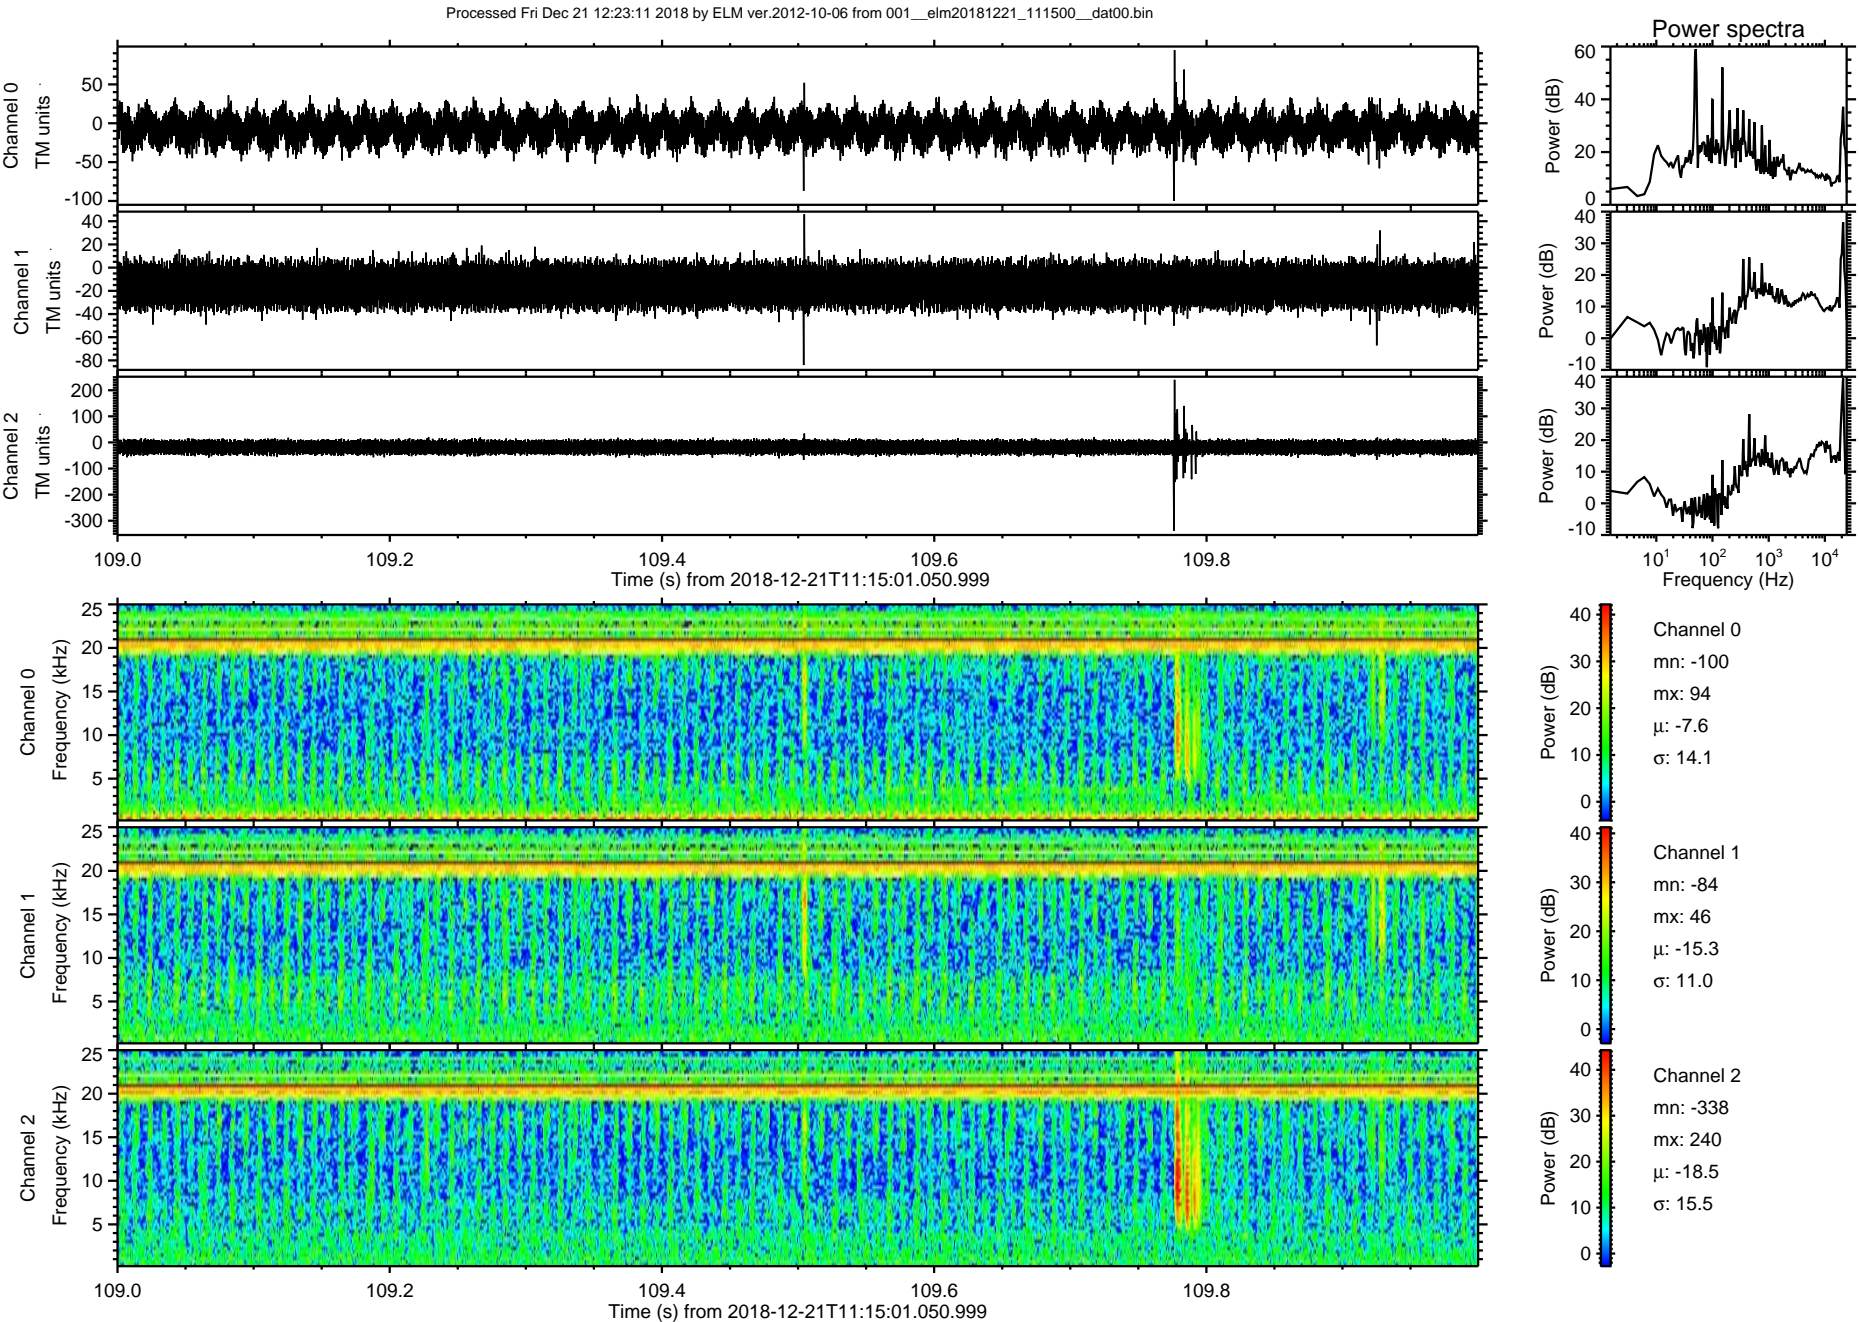 Processed Fri Dec 21 12:23:11 2018 by ELM ver.2012-10-06 from 001__elm20181221_111500__dat00.bin
Power spectra
Channel 0
TM units
50
0
-50
-100
Power (dB)
60
40
20
0
Channel 1
TM units
40
20
0
-20
-40
-60
-80
Power (dB)
40
30
20
10
0
-10
Channel 2
TM units
200
100
0
-100
-200
-300
Power (dB)
40
30
20
10
0
-10
109.0 109.2 109.4 109.6 109.8
Time (s) from 2018-12-21T11:15:01.050.999
10¹ 10² 10³ 10⁴
Frequency (Hz)
Channel 0
Frequency (kHz)
25
20
15
10
5
Power (dB)
40
30
20
10
0
Channel 0
mn: -100
mx: 94
μ: -7.6
σ: 14.1
Channel 1
Frequency (kHz)
25
20
15
10
5
Power (dB)
40
30
20
10
0
Channel 1
mn: -84
mx: 46
μ: -15.3
σ: 11.0
Channel 2
Frequency (kHz)
25
20
15
10
5
Power (dB)
40
30
20
10
0
Channel 2
mn: -338
mx: 240
μ: -18.5
σ: 15.5
109.0 109.2 109.4 109.6 109.8
Time (s) from 2018-12-21T11:15:01.050.999